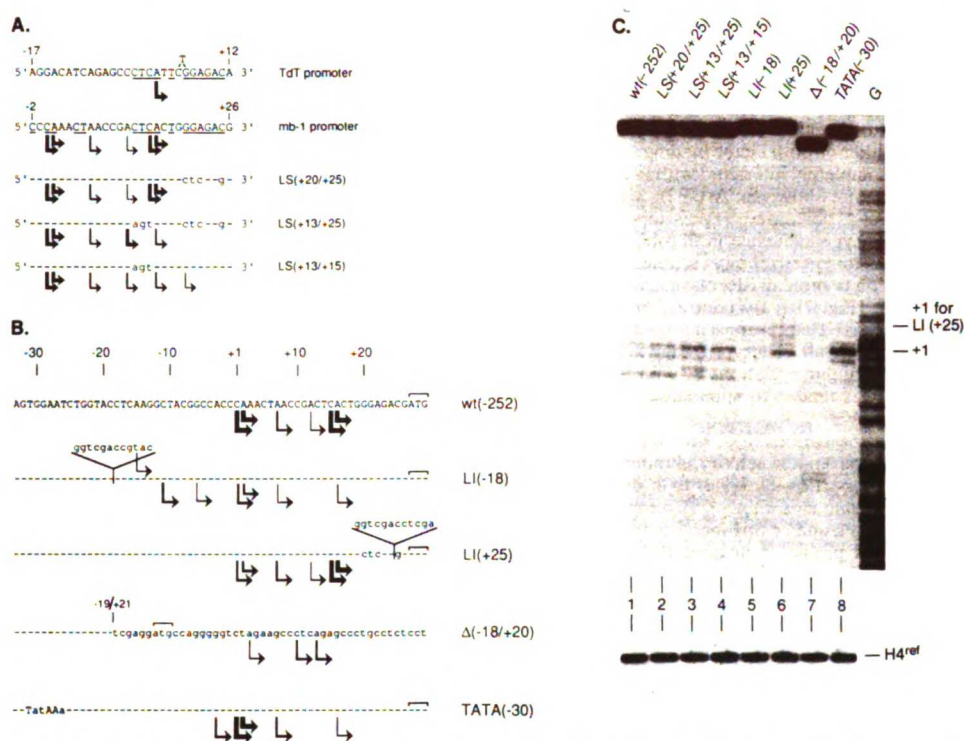 A.
-17 T +12
5'AGGACATCAGAGCCCTCATTCGGAGACA 3' TdT promoter
-2 +26
5'CCCAAACTAACCGACTCACTGGGAGACG 3' mb-1 promoter
5'----------------------ctc--g 3' LS(+20/+25)
5'--------------agt-----ctc--g 3' LS(+13/+25)
5'--------------agt------------ 3' LS(+13/+15)
B.
-30 -20 -10 +1 +10 +20
AGTGGAATCTGGTACCTCAAGGCTACGGCCACCCAAACTAACCGACTCACTGGGAGACGATG wt(-252)
ggtcgaccgtac
LI(-18)
ggtcgacctcga
ctc--g LI(+25)
-19/+21
tcgaggatgccagggggtctagaagccctcagagccctgcctctcct Δ(-18/+20)
TatAAa TATA(-30)
C.
wt(-252) LS(+20/+25) LS(+13/+25) LS(+13/+15) LI(-18) LI(+25) Δ(-18/+20) TATA(-30) G
+1 for
LI (+25)
+1
1 2 3 4 5 6 7 8
H4ref